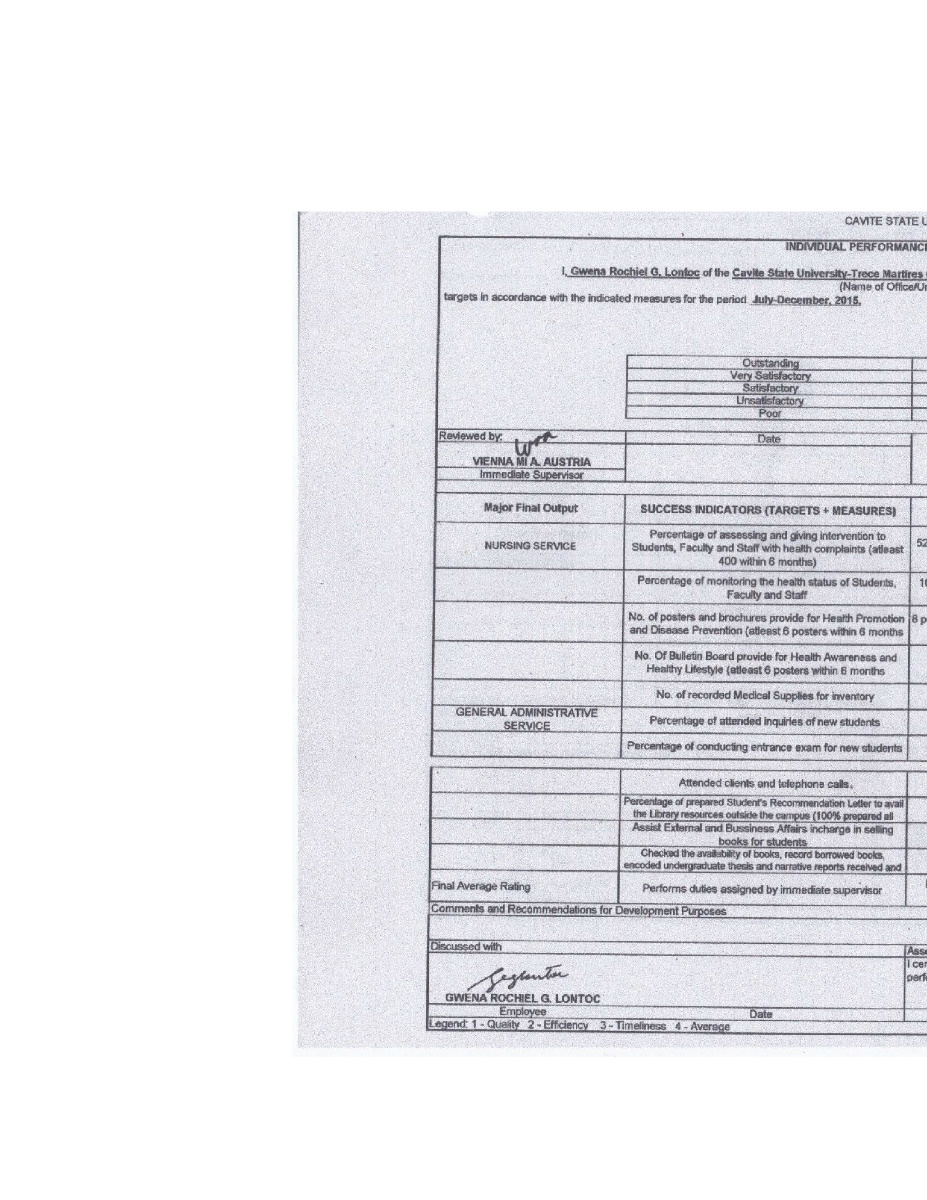 CAVITE STATE U
INDIVIDUAL PERFORMANCE
I, Gwena Rochiel G. Lontoc of the Cavite State University-Trece Martires
(Name of Office/Un
targets in accordance with the indicated measures for the period July-December, 2015.
Outstanding
Very Satisfactory
Satisfactory
Unsatisfactory
Poor
Reviewed by:
Date
VIENNA MI A. AUSTRIA
Immediate Supervisor
Major Final Output
SUCCESS INDICATORS (TARGETS + MEASURES)
NURSING SERVICE
Percentage of assessing and giving intervention to
Students, Faculty and Staff with health complaints (atleast
400 within 6 months)
52
Percentage of monitoring the health status of Students,
Faculty and Staff
10
No. of posters and brochures provide for Health Promotion
and Disease Prevention (atleast 6 posters within 6 months
8 p
No. Of Bulletin Board provide for Health Awareness and
Healthy Lifestyle (atleast 6 posters within 6 months
No. of recorded Medical Supplies for inventory
GENERAL ADMINISTRATIVE
SERVICE
Percentage of attended inquiries of new students
Percentage of conducting entrance exam for new students
Attended clients and telephone calls.
Percentage of prepared Student's Recommendation Letter to avail
the Library resources outside the campus (100% prepared all
Assist External and Bussiness Affairs incharge in selling
books for students
Checked the availability of books, record borrowed books,
encoded undergraduate thesis and narrative reports received and
Final Average Rating
Performs duties assigned by immediate supervisor
Comments and Recommendations for Development Purposes
Discussed with
Asse
I cer
perfo
GWENA ROCHIEL G. LONTOC
Employee
Date
Legend: 1 - Quality 2 - Efficiency 3 - Timeliness 4 - Average